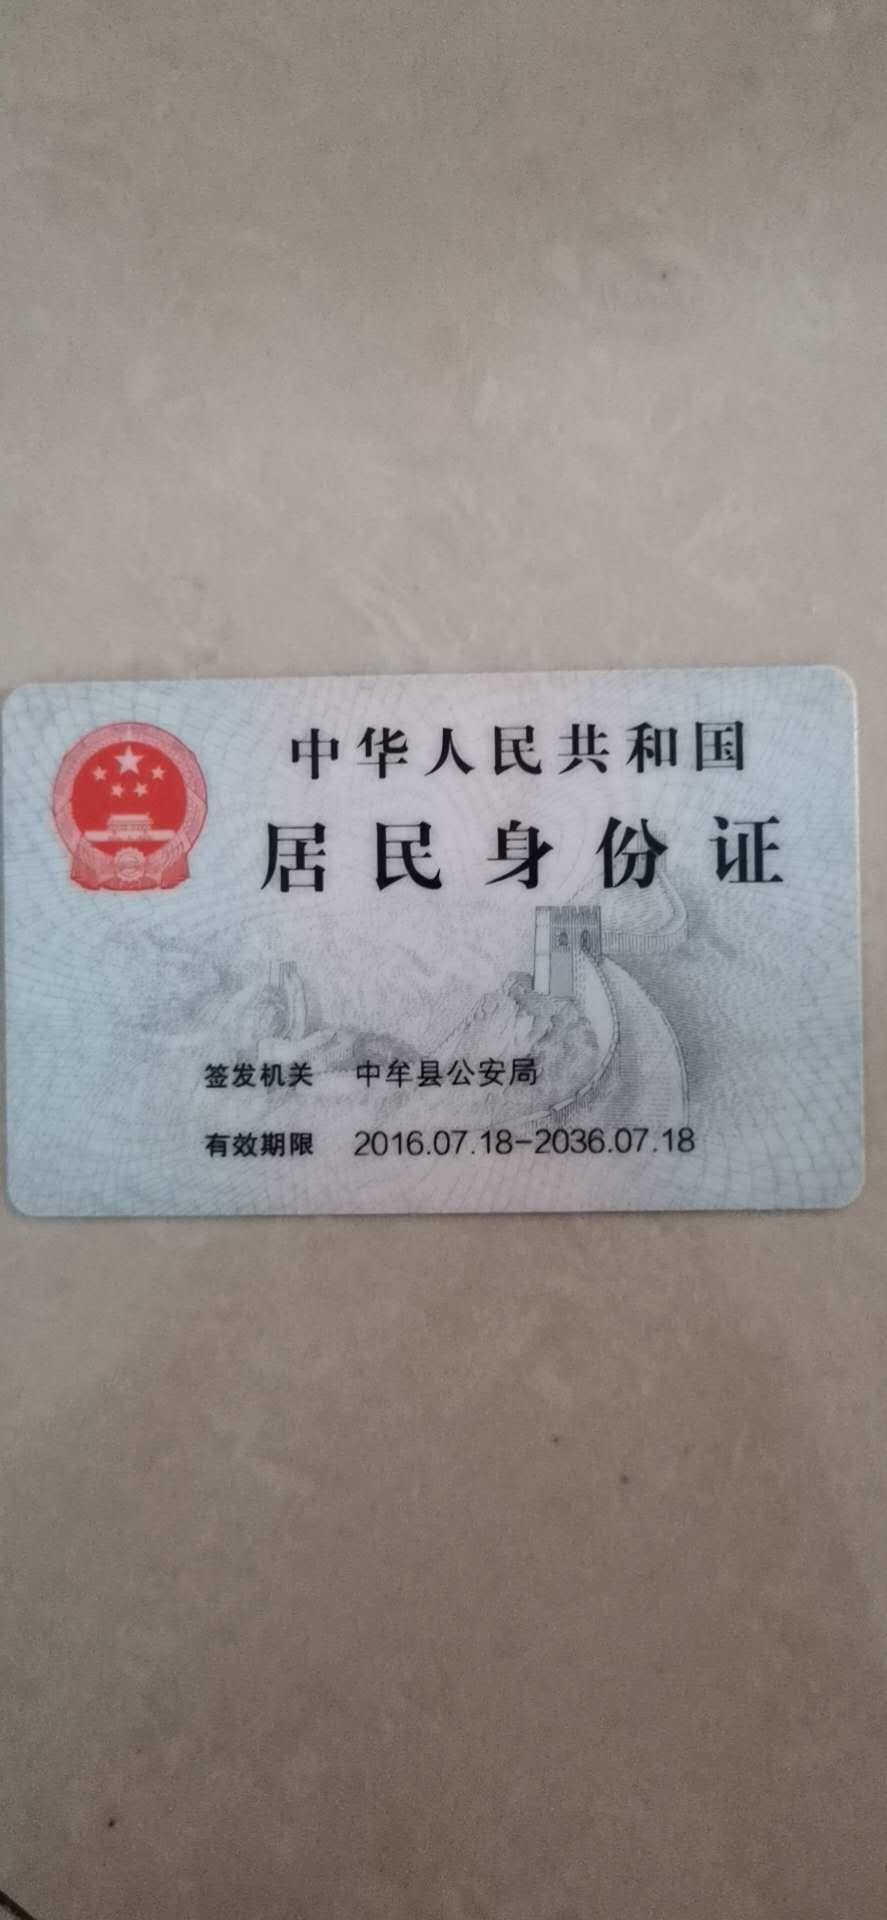 中华人民共和国
居民身份证
签发机关 中牟县公安局
有效期限 2016.07.18-2036.07.18